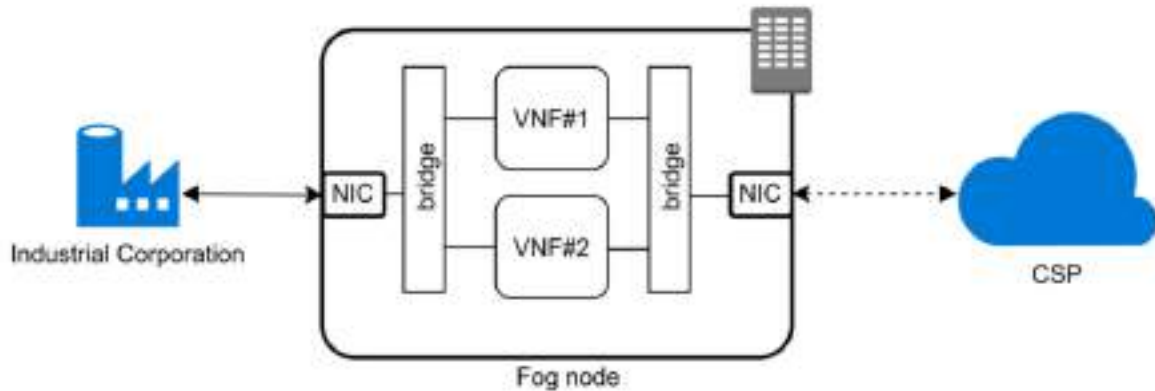 VNF#1
bridge
bridge
NIC
NIC
VNF#2
Industrial Corporation
CSP
Fog node